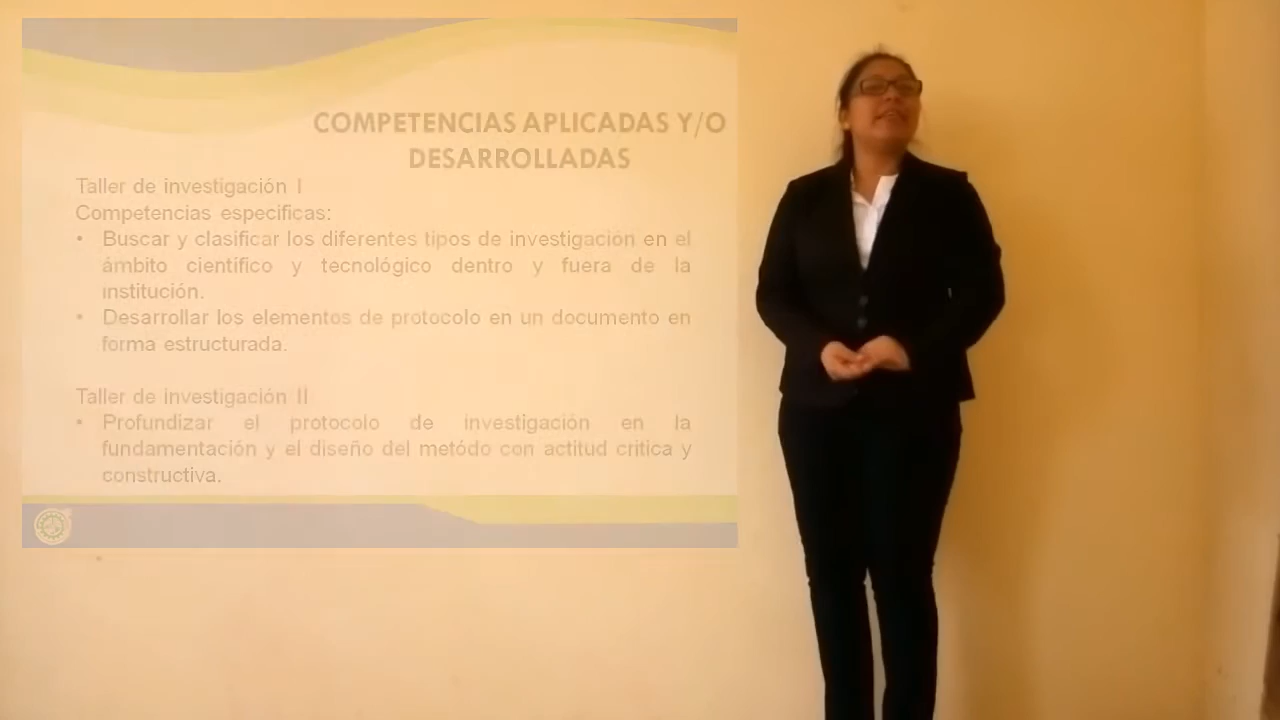 COMPETENCIAS APLICADAS Y/O
DESARROLLADAS
Taller de investigación I
Competencias especificas:
• Buscar y clasificar los diferentes tipos de investigación en el
ámbito cientifico y tecnológico dentro y fuera de la
institución.
• Desarrollar los elementos de protocolo en un documento en
forma estructurada.
Taller de investigación II
• Profundizar el protocolo de investigación en la
fundamentación y el diseño del metódo con actitud critica y
constructiva.